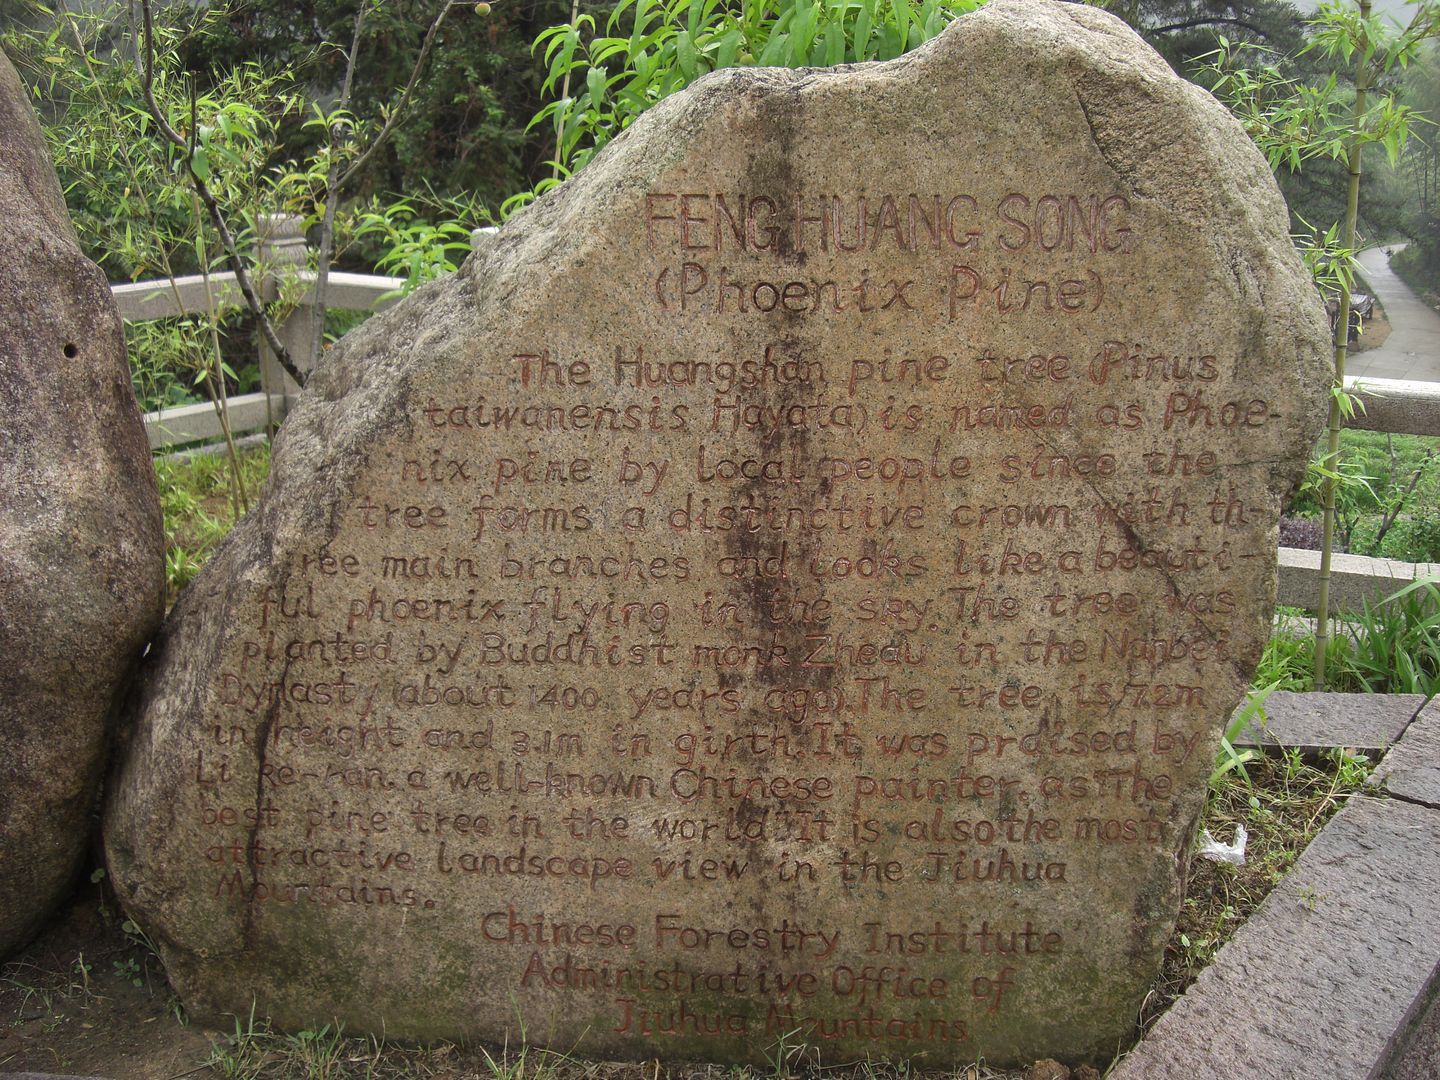 FENG HUANG SONG
(Phoenix Pine)
The Huangshan pine tree (Pinus
taiwanensis Hayata) is named as Phoe-
nix pine by local people since the
tree forms a distinctive crown with th-
ree main branches and looks like a beauti-
ful phoenix flying in the sky. The tree was
planted by Buddhist monk Zhedu in the Nanbei
Dynasty (about 1400 years ago). The tree is 7.2m
in height and 3.1m in girth. It was praised by
Li Ke-ran. a well-known Chinese painter, as "The
best pine tree in the world". It is also the most
attractive landscape view in the Jiuhua
Mountains.
Chinese Forestry Institute
Administrative Office of
Jiuhua Mountains